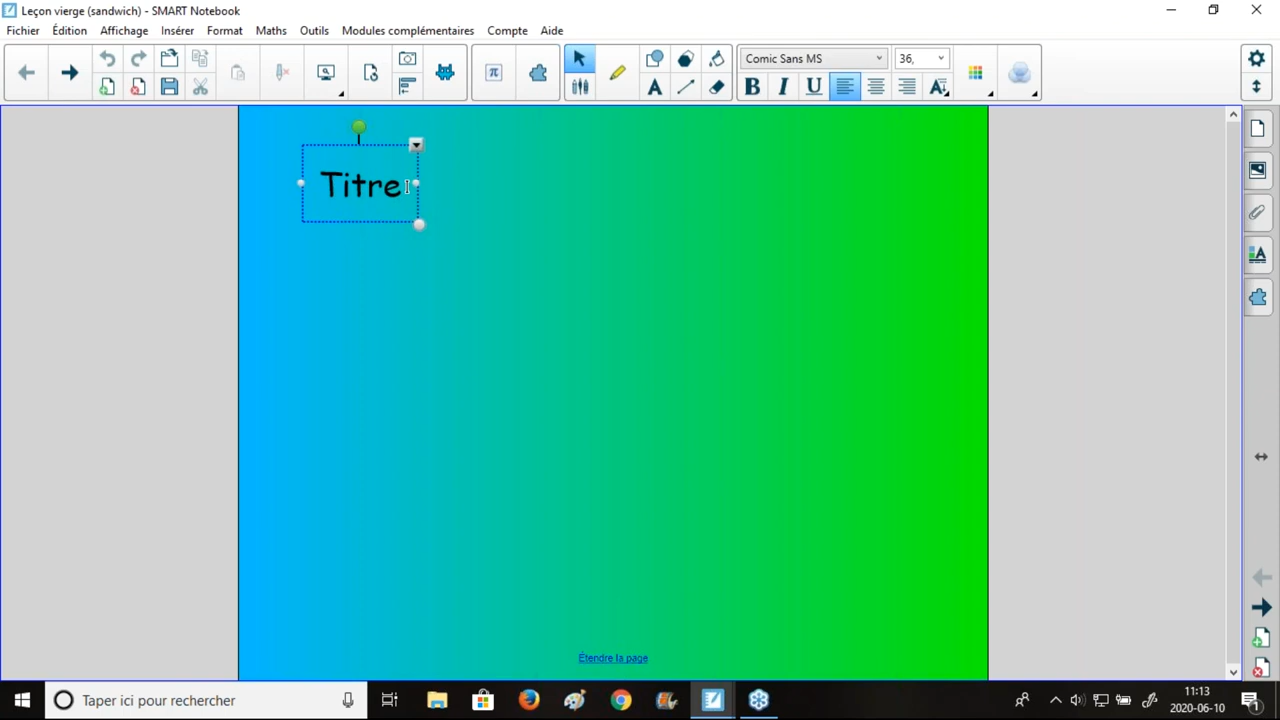 Leçon vierge (sandwich) - SMART Notebook
Fichier Édition Affichage Insérer Format Maths Outils Modules complémentaires Compte Aide
Comic Sans MS 36,
B I U
Titre
Étendre la page
Taper ici pour rechercher
11:13
2020-06-10